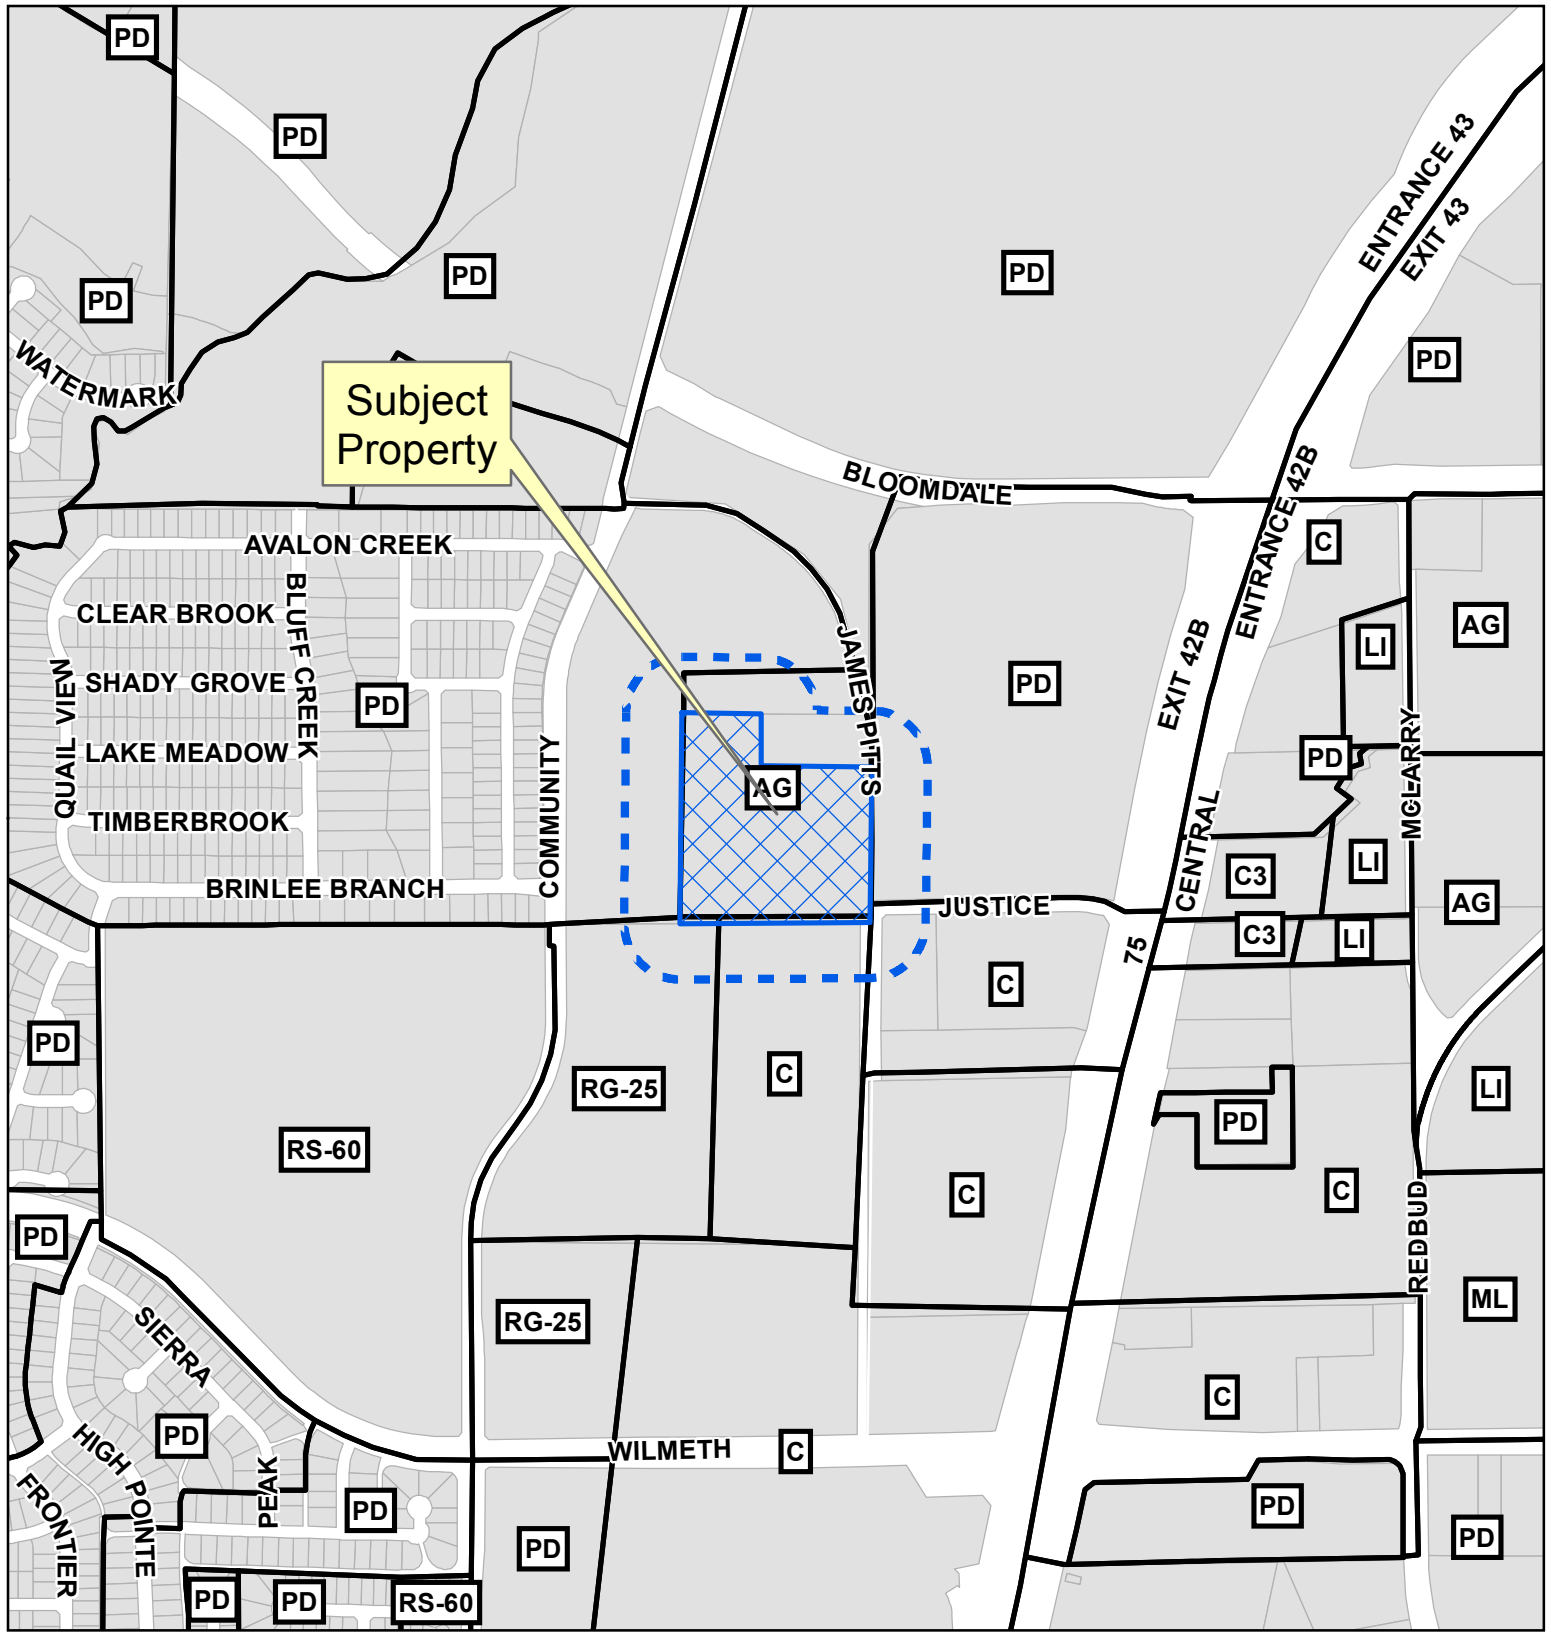 PD
PD
PD
PD
PD
PD
WATERMARK
Subject
Property
ENTRANCE 43
EXIT 43
BLOOMDALE
ENTRANCE 42B
EXIT 42B
AVALON CREEK
CLEAR BROOK
BLUFF CREEK
SHADY GROVE
QUAIL VIEW
LAKE MEADOW
TIMBERBROOK
BRINLEE BRANCH
PD
COMMUNITY
JAMES PITTS
AG
PD
C
LI
AG
PD
MCLARRY
CENTRAL
C3
LI
AG
JUSTICE
75
C3
LI
C
PD
RS-60
RG-25
C
C
PD
C
LI
REDBUD
ML
PD
SIERRA
RG-25
C
PD
HIGH POINTE
FRONTIER
PEAK
PD
WILMETH
C
PD
PD
PD
PD
PD
RS-60